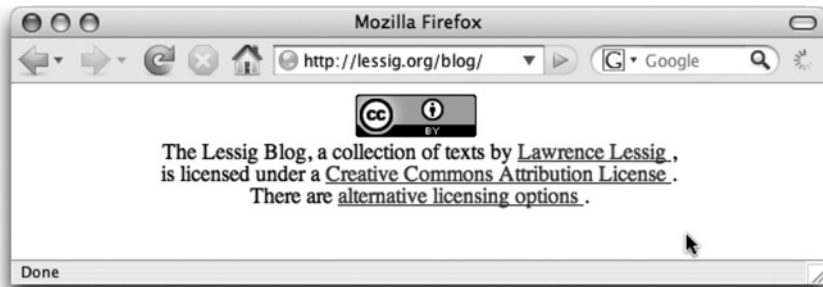 Mozilla Firefox
http://lessig.org/blog/
G Google
cc
BY
The Lessig Blog, a collection of texts by Lawrence Lessig ,
is licensed under a Creative Commons Attribution License .
There are alternative licensing options .
Done